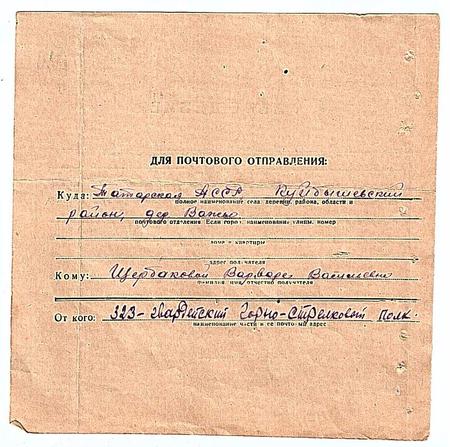 ДЛЯ ПОЧТОВОГО ОТПРАВЛЕНИЯ:
Куда: Татарская АССР Куйбышевский
полное наименование села, деревни, района, области и
район, дер
почтового отделения. Если город: наименование улицы, номер
дома и квартиры
адрес получателя
Кому: Щербаковой Варваре Васильевне
фамилия, имя, отчество получателя
От кого: 323-Гвардейский Горно-Стрелковый Полк.
наименование части и ее почтовый адрес